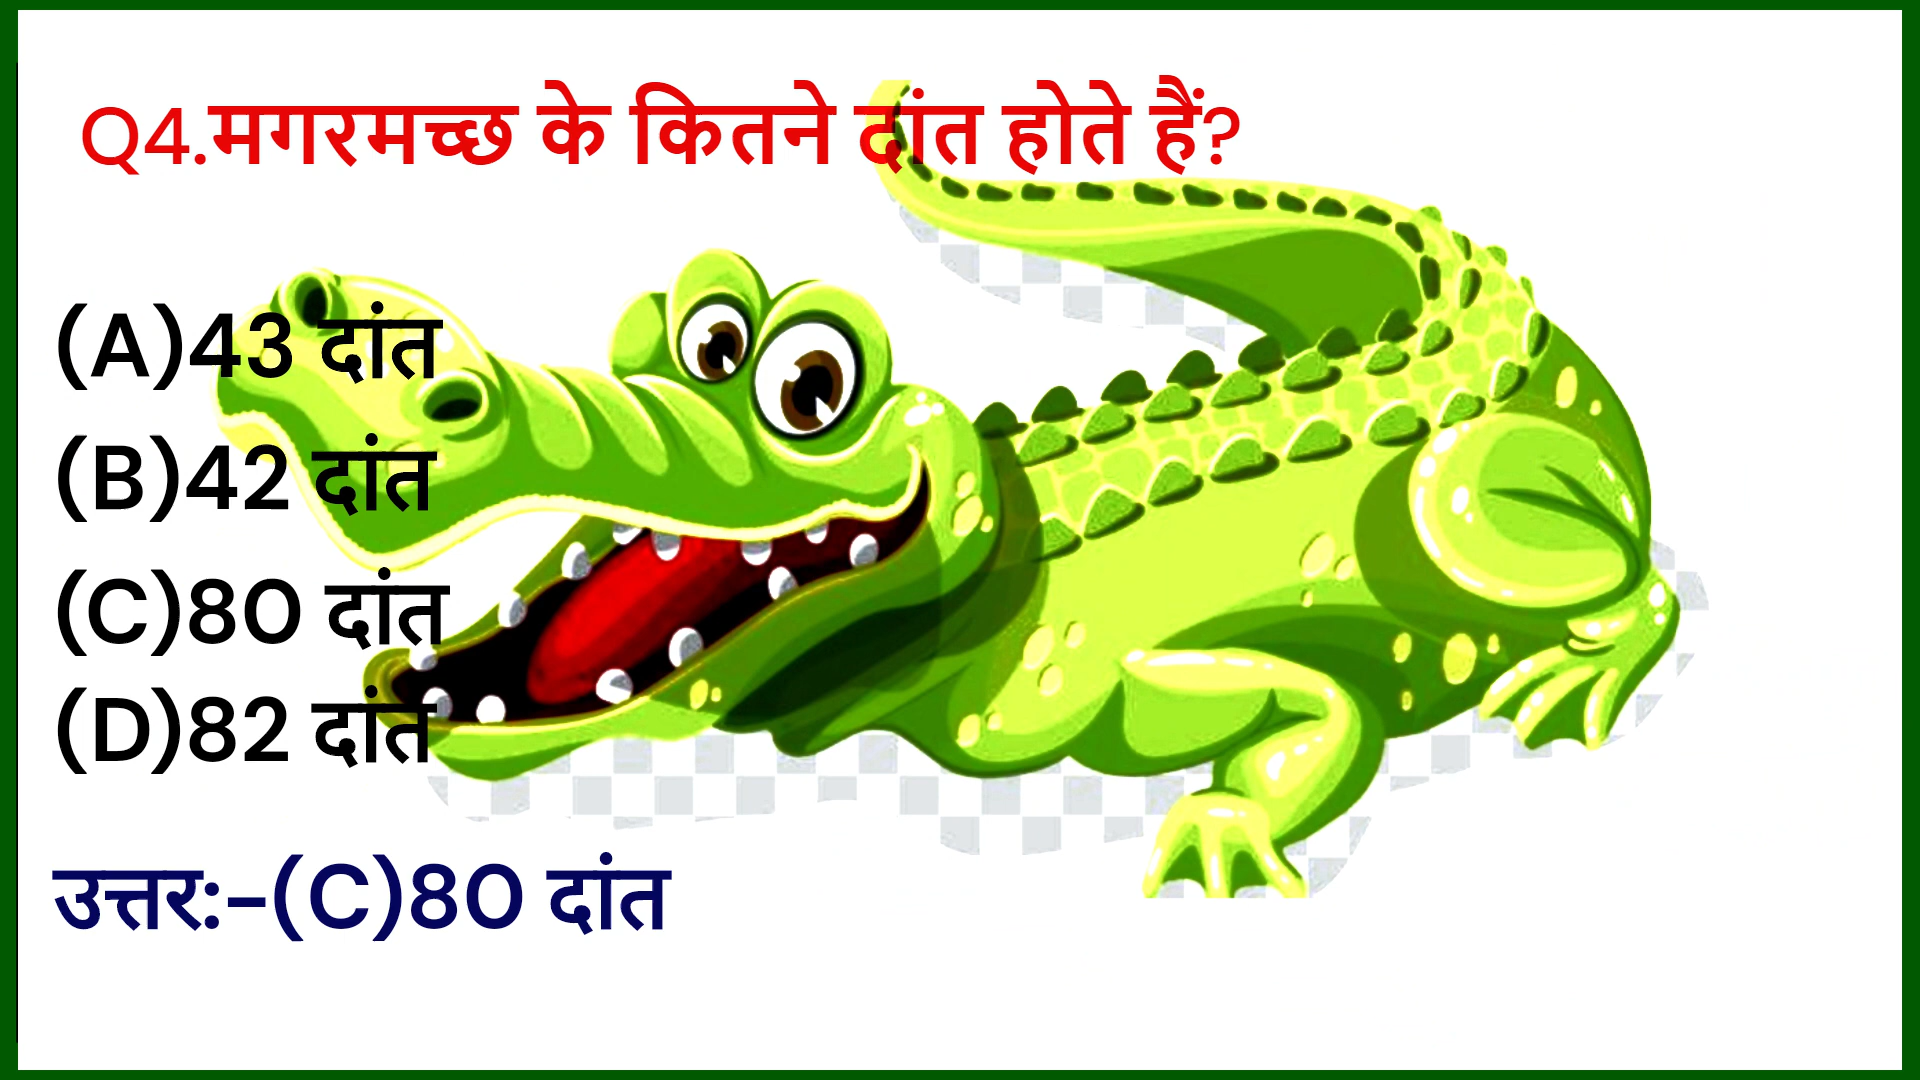 Q4.मगरमच्छ के कितने दांत होते हैं?
(A)43 दांत
(B)42 दांत
(C)80 दांत
(D)82 दांत
उत्तर:-(C)80 दांत